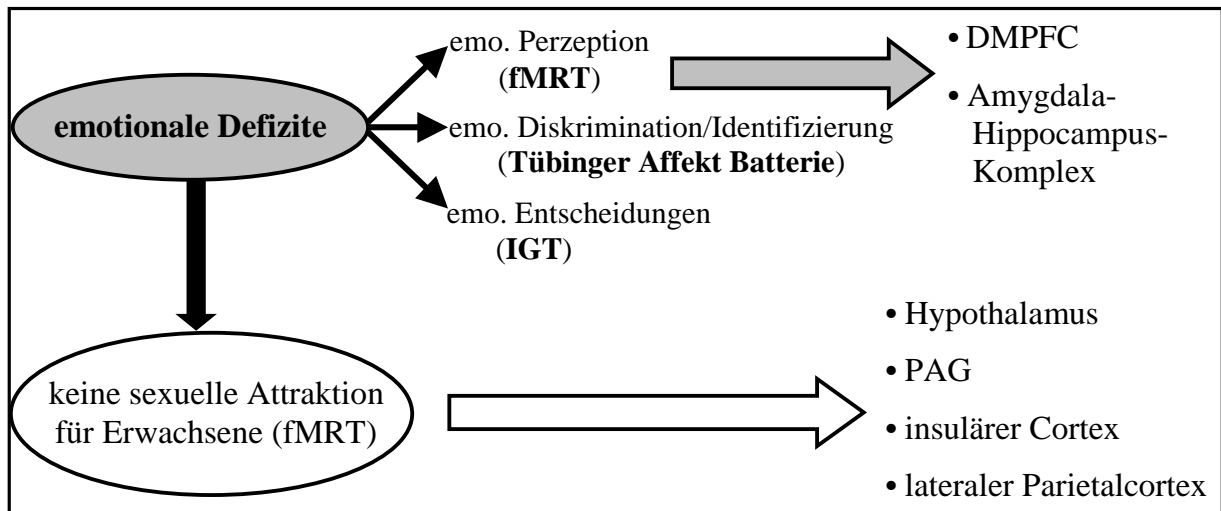 emotionale Defizite
emo. Perzeption
(fMRT)
emo. Diskrimination/Identifizierung
(Tübinger Affekt Batterie)
emo. Entscheidungen
(IGT)
• DMPFC
• Amygdala-
Hippocampus-
Komplex
keine sexuelle Attraktion
für Erwachsene (fMRT)
• Hypothalamus
• PAG
• insulärer Cortex
• lateraler Parietalcortex